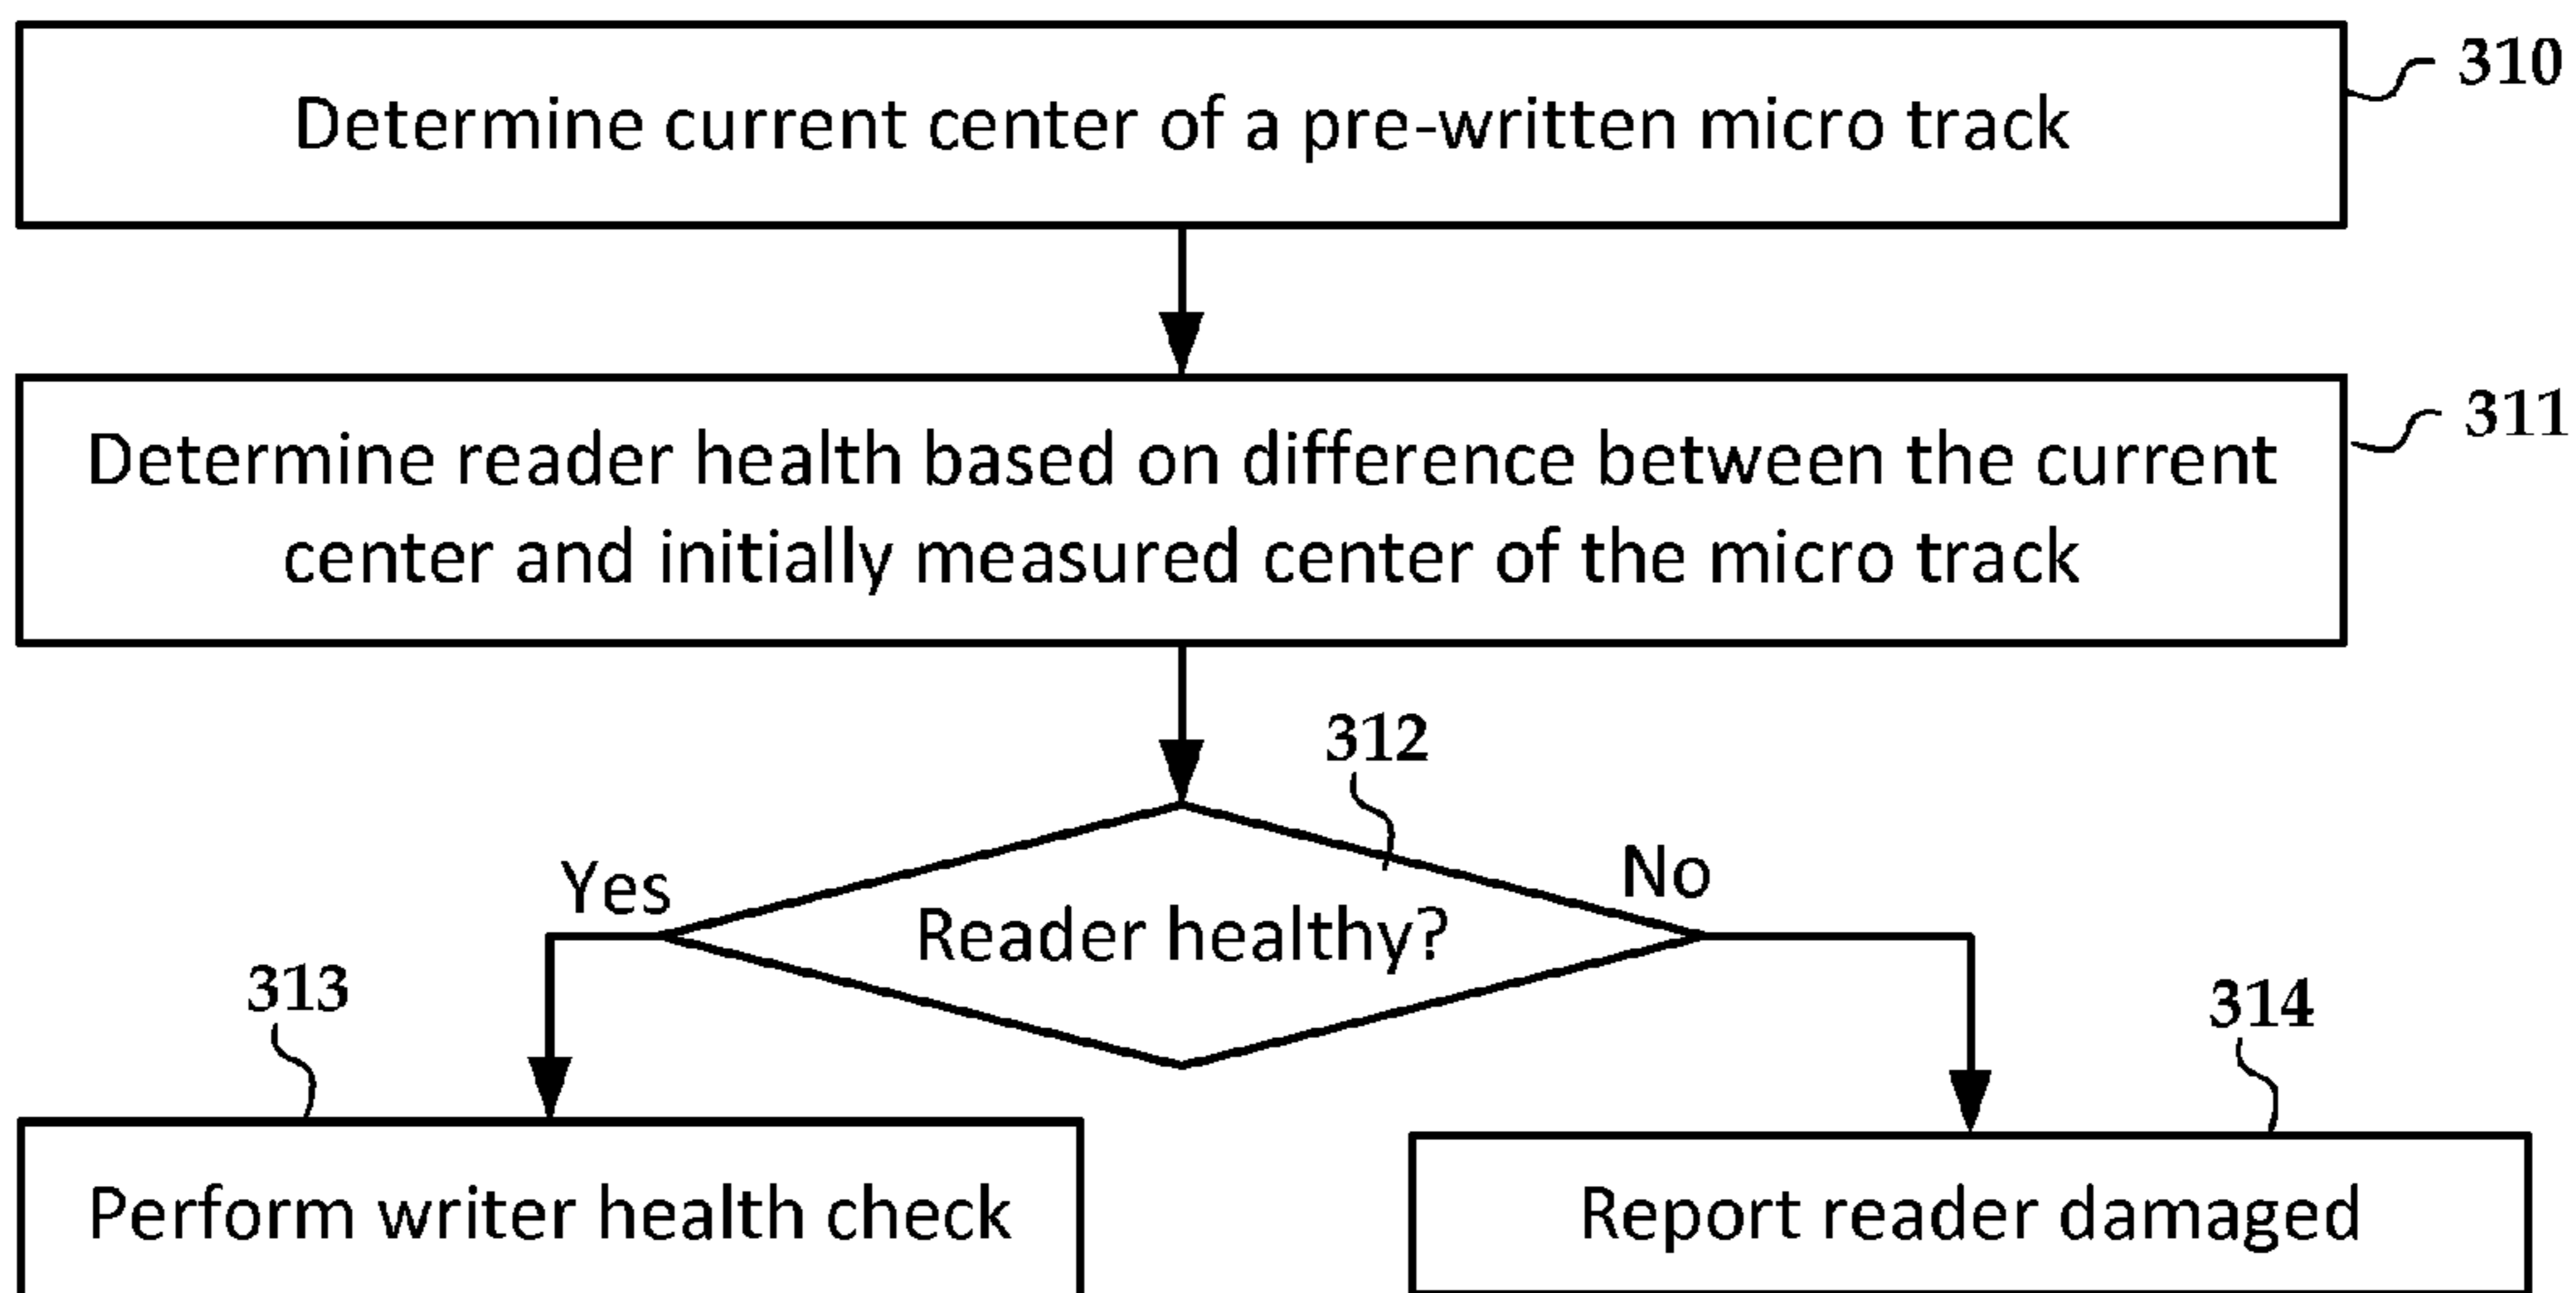 310
Determine current center of a pre-written micro track
311
Determine reader health based on difference between the current
center and initially measured center of the micro track
312
Yes
No
Reader healthy?
313
314
Perform writer health check
Report reader damaged